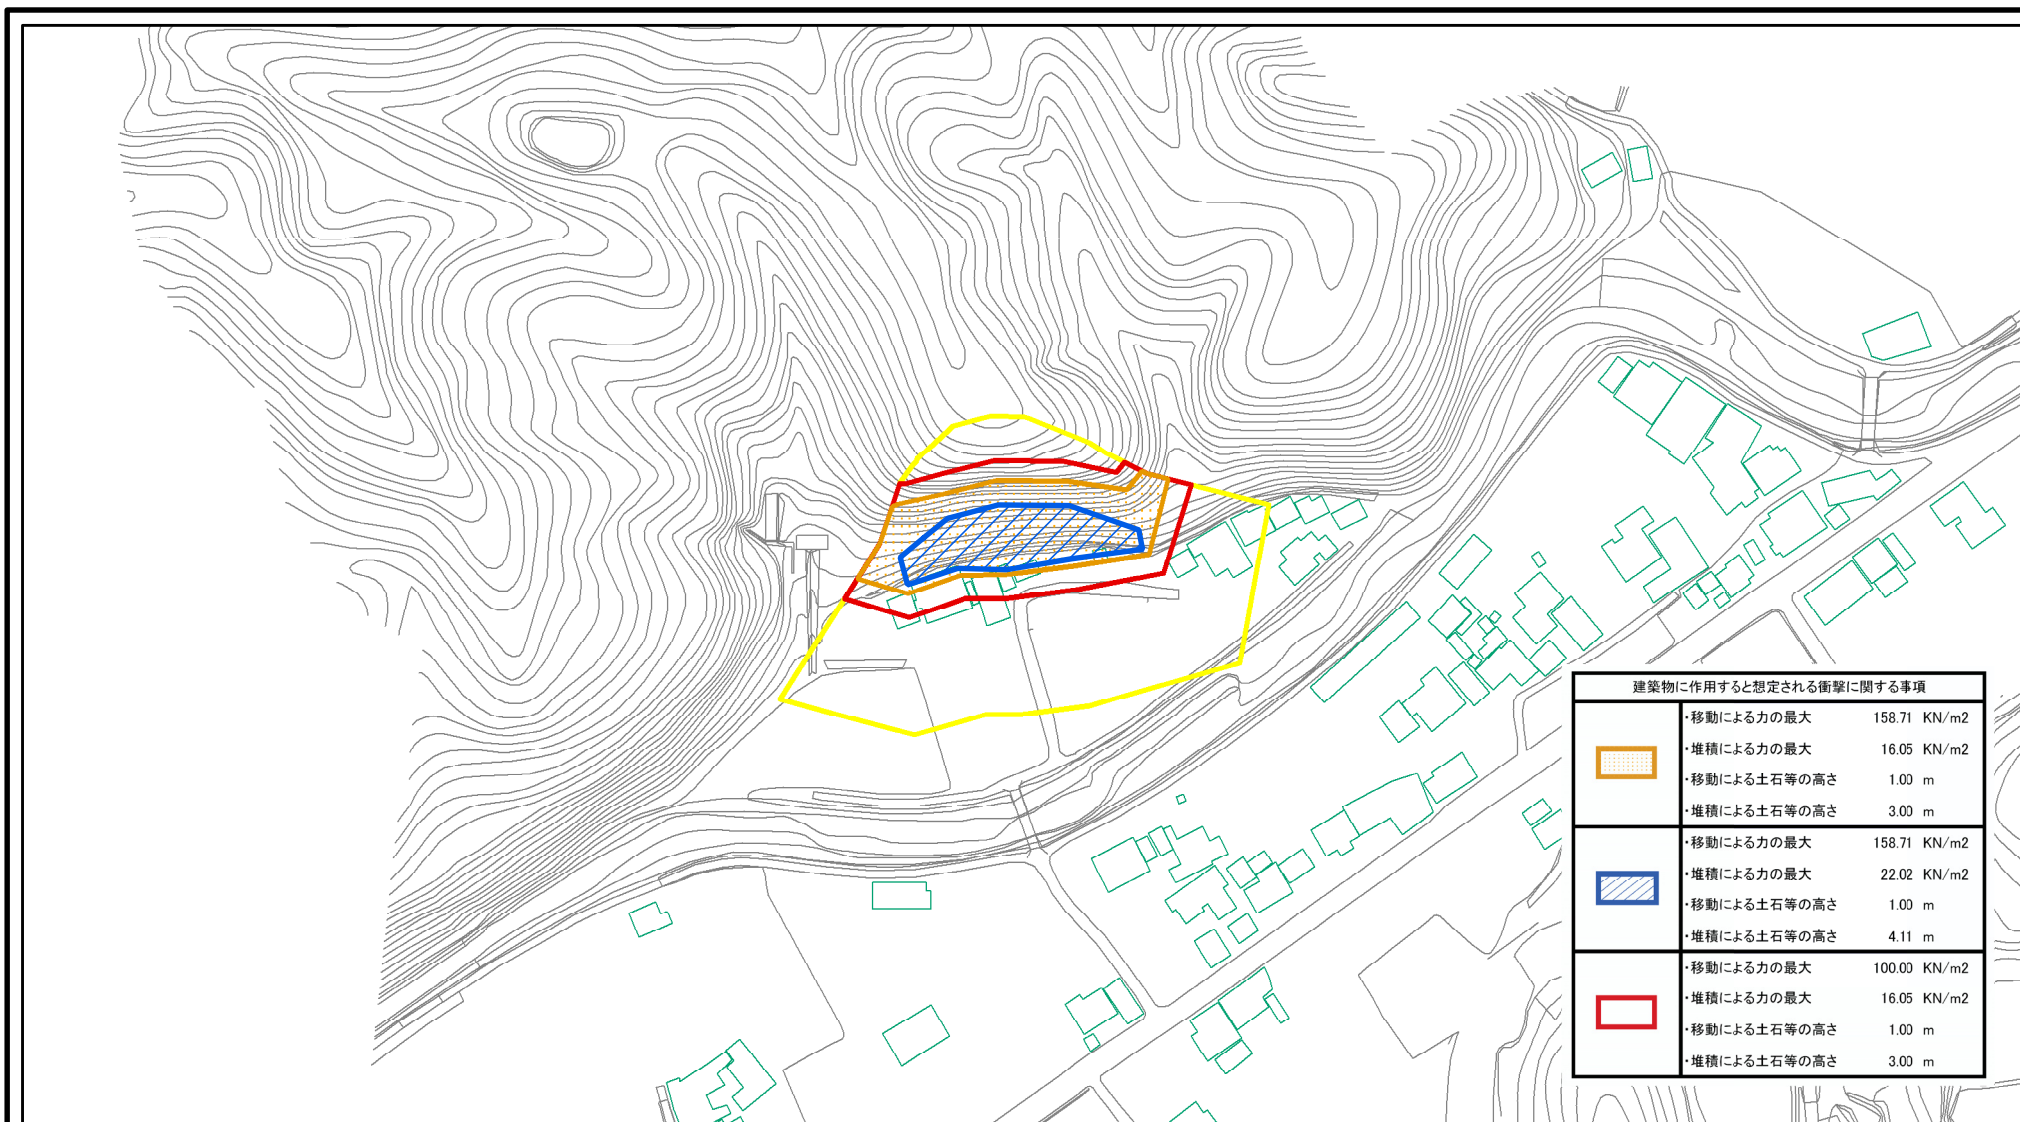 建築物に作用すると想定される衝撃に関する事項
・移動による力の最大 158.71 KN/m2
・堆積による力の最大 16.05 KN/m2
・移動による土石等の高さ 1.00 m
・堆積による土石等の高さ 3.00 m
・移動による力の最大 158.71 KN/m2
・堆積による力の最大 22.02 KN/m2
・移動による土石等の高さ 1.00 m
・堆積による土石等の高さ 4.11 m
・移動による力の最大 100.00 KN/m2
・堆積による力の最大 16.05 KN/m2
・移動による土石等の高さ 1.00 m
・堆積による土石等の高さ 3.00 m